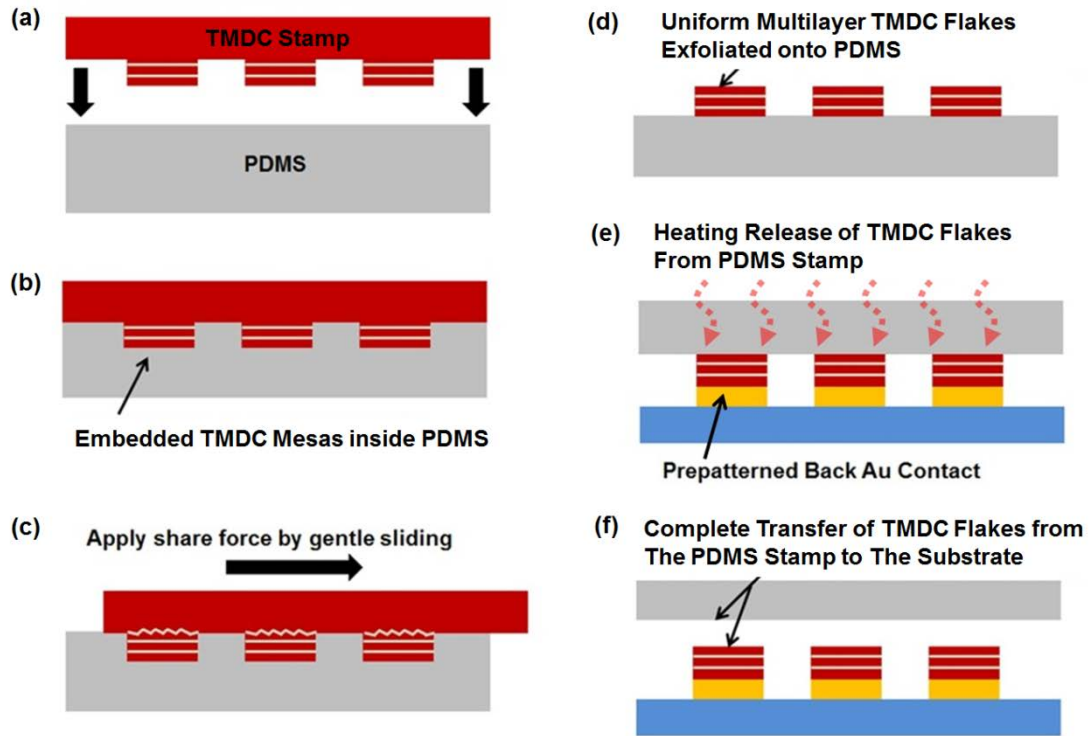 (a)
TMDC Stamp
PDMS
(b)
Embedded TMDC Mesas inside PDMS
(c)
Apply share force by gentle sliding
(d)
Uniform Multilayer TMDC Flakes
Exfoliated onto PDMS
(e)
Heating Release of TMDC Flakes
From PDMS Stamp
Prepatterned Back Au Contact
(f)
Complete Transfer of TMDC Flakes from
The PDMS Stamp to The Substrate